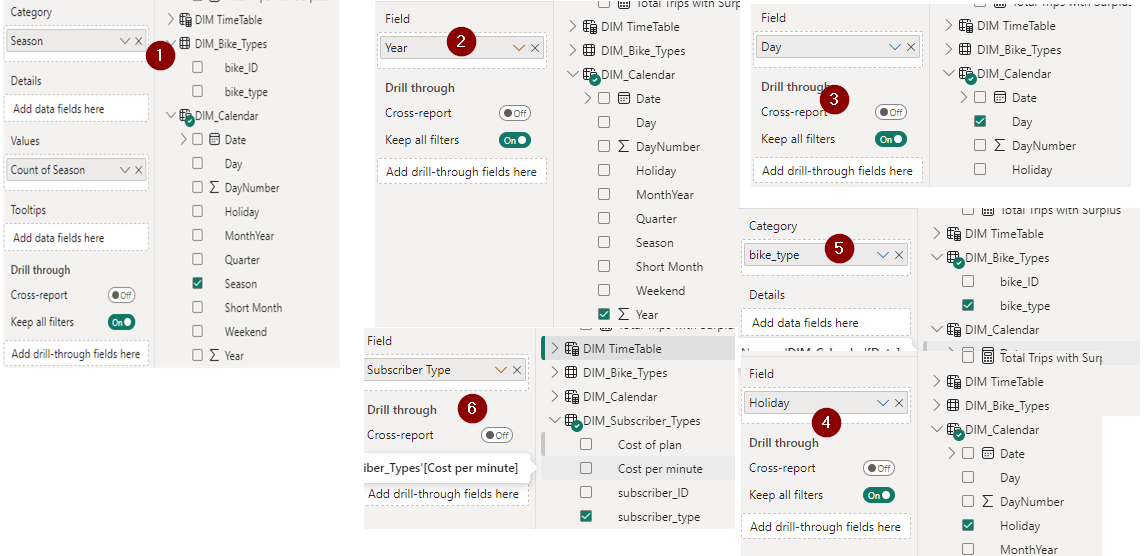 Category
Season
Details
Add data fields here
Values
Count of Season
Tooltips
Add data fields here
Drill through
Cross-report
Off
Keep all filters
On
Add drill-through fields here
DIM TimeTable
DIM_Bike_Types
bike_ID
bike_type
DIM_Calendar
Date
Day
DayNumber
Holiday
MonthYear
Quarter
Season
Short Month
Weekend
Year
1
Field
Year
2
Drill through
Cross-report
Off
Keep all filters
On
Add drill-through fields here
Total Trips with Surplus
DIM TimeTable
DIM_Bike_Types
DIM_Calendar
Date
Day
DayNumber
Holiday
MonthYear
Quarter
Season
Short Month
Weekend
Year
Field
Day
3
Drill through
Cross-report
Off
Keep all filters
On
Add drill-through fields here
Total Trips with Surplus
DIM TimeTable
DIM_Bike_Types
DIM_Calendar
Date
Day
DayNumber
Holiday
Category
bike_type
5
Details
Add data fields here
Total Trips with Surplus
DIM TimeTable
DIM_Bike_Types
bike_ID
bike_type
DIM_Calendar
Field
Holiday
4
Drill through
Cross-report
Off
Keep all filters
On
Add drill-through fields here
Total Trips with Surp
DIM TimeTable
DIM_Bike_Types
DIM_Calendar
Date
Day
DayNumber
Holiday
MonthYear
Field
Subscriber Type
6
Drill through
Cross-report
Off
iber_Types'[Cost per minute]
Add drill-through fields here
DIM TimeTable
DIM_Bike_Types
DIM_Calendar
DIM_Subscriber_Types
Cost of plan
Cost per minute
subscriber_ID
subscriber_type